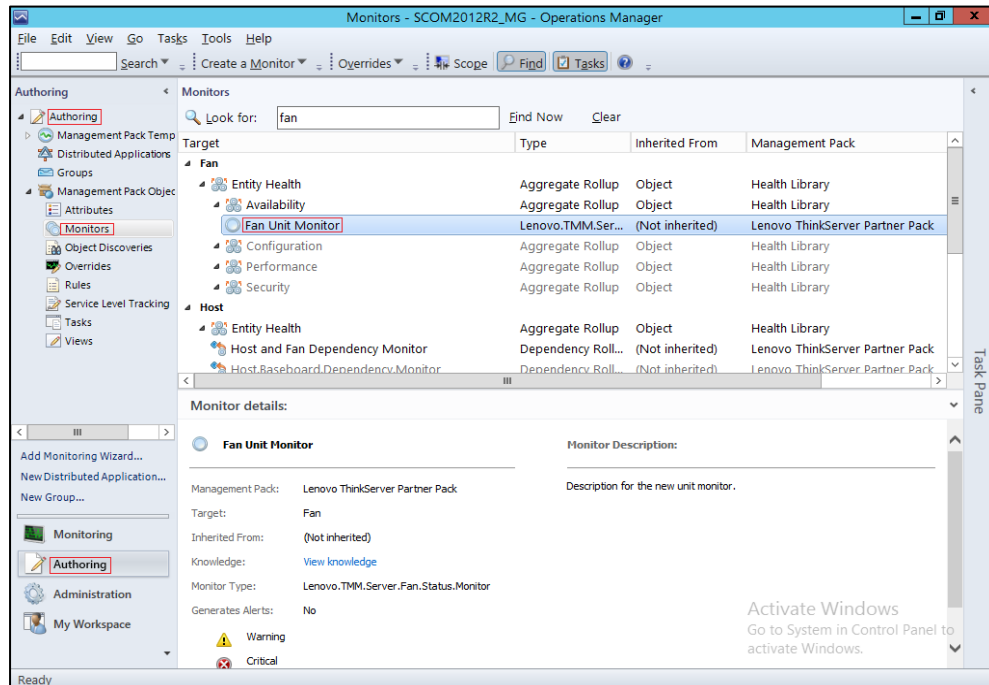 Monitors - SCOM2012R2_MG - Operations Manager
File Edit View Go Tasks Tools Help
Search Create a Monitor Overrides Scope Find Tasks
Authoring
Authoring
Management Pack Temp
Distributed Applications
Groups
Management Pack Objec
Attributes
Monitors
Object Discoveries
Overrides
Rules
Service Level Tracking
Tasks
Views
Add Monitoring Wizard...
New Distributed Application...
New Group...
Monitoring
Authoring
Administration
My Workspace
Monitors
Look for: fan Find Now Clear
Target Type Inherited From Management Pack
Fan
Entity Health Aggregate Rollup Object Health Library
Availability Aggregate Rollup Object Health Library
Fan Unit Monitor Lenovo.TMM.Ser... (Not inherited) Lenovo ThinkServer Partner Pack
Configuration Aggregate Rollup Object Health Library
Performance Aggregate Rollup Object Health Library
Security Aggregate Rollup Object Health Library
Host
Entity Health Aggregate Rollup Object Health Library
Host and Fan Dependency Monitor Dependency Roll... (Not inherited) Lenovo ThinkServer Partner Pack
Host.Baseboard.Dependency.Monitor Dependency Roll... (Not inherited) Lenovo ThinkServer Partner Pack
Monitor details:
Fan Unit Monitor
Management Pack: Lenovo ThinkServer Partner Pack
Target: Fan
Inherited From: (Not inherited)
Knowledge: View knowledge
Monitor Type: Lenovo.TMM.Server.Fan.Status.Monitor
Generates Alerts: No
Warning
Critical
Monitor Description:
Description for the new unit monitor.
Activate Windows
Go to System in Control Panel to
activate Windows.
Task Pane
Ready